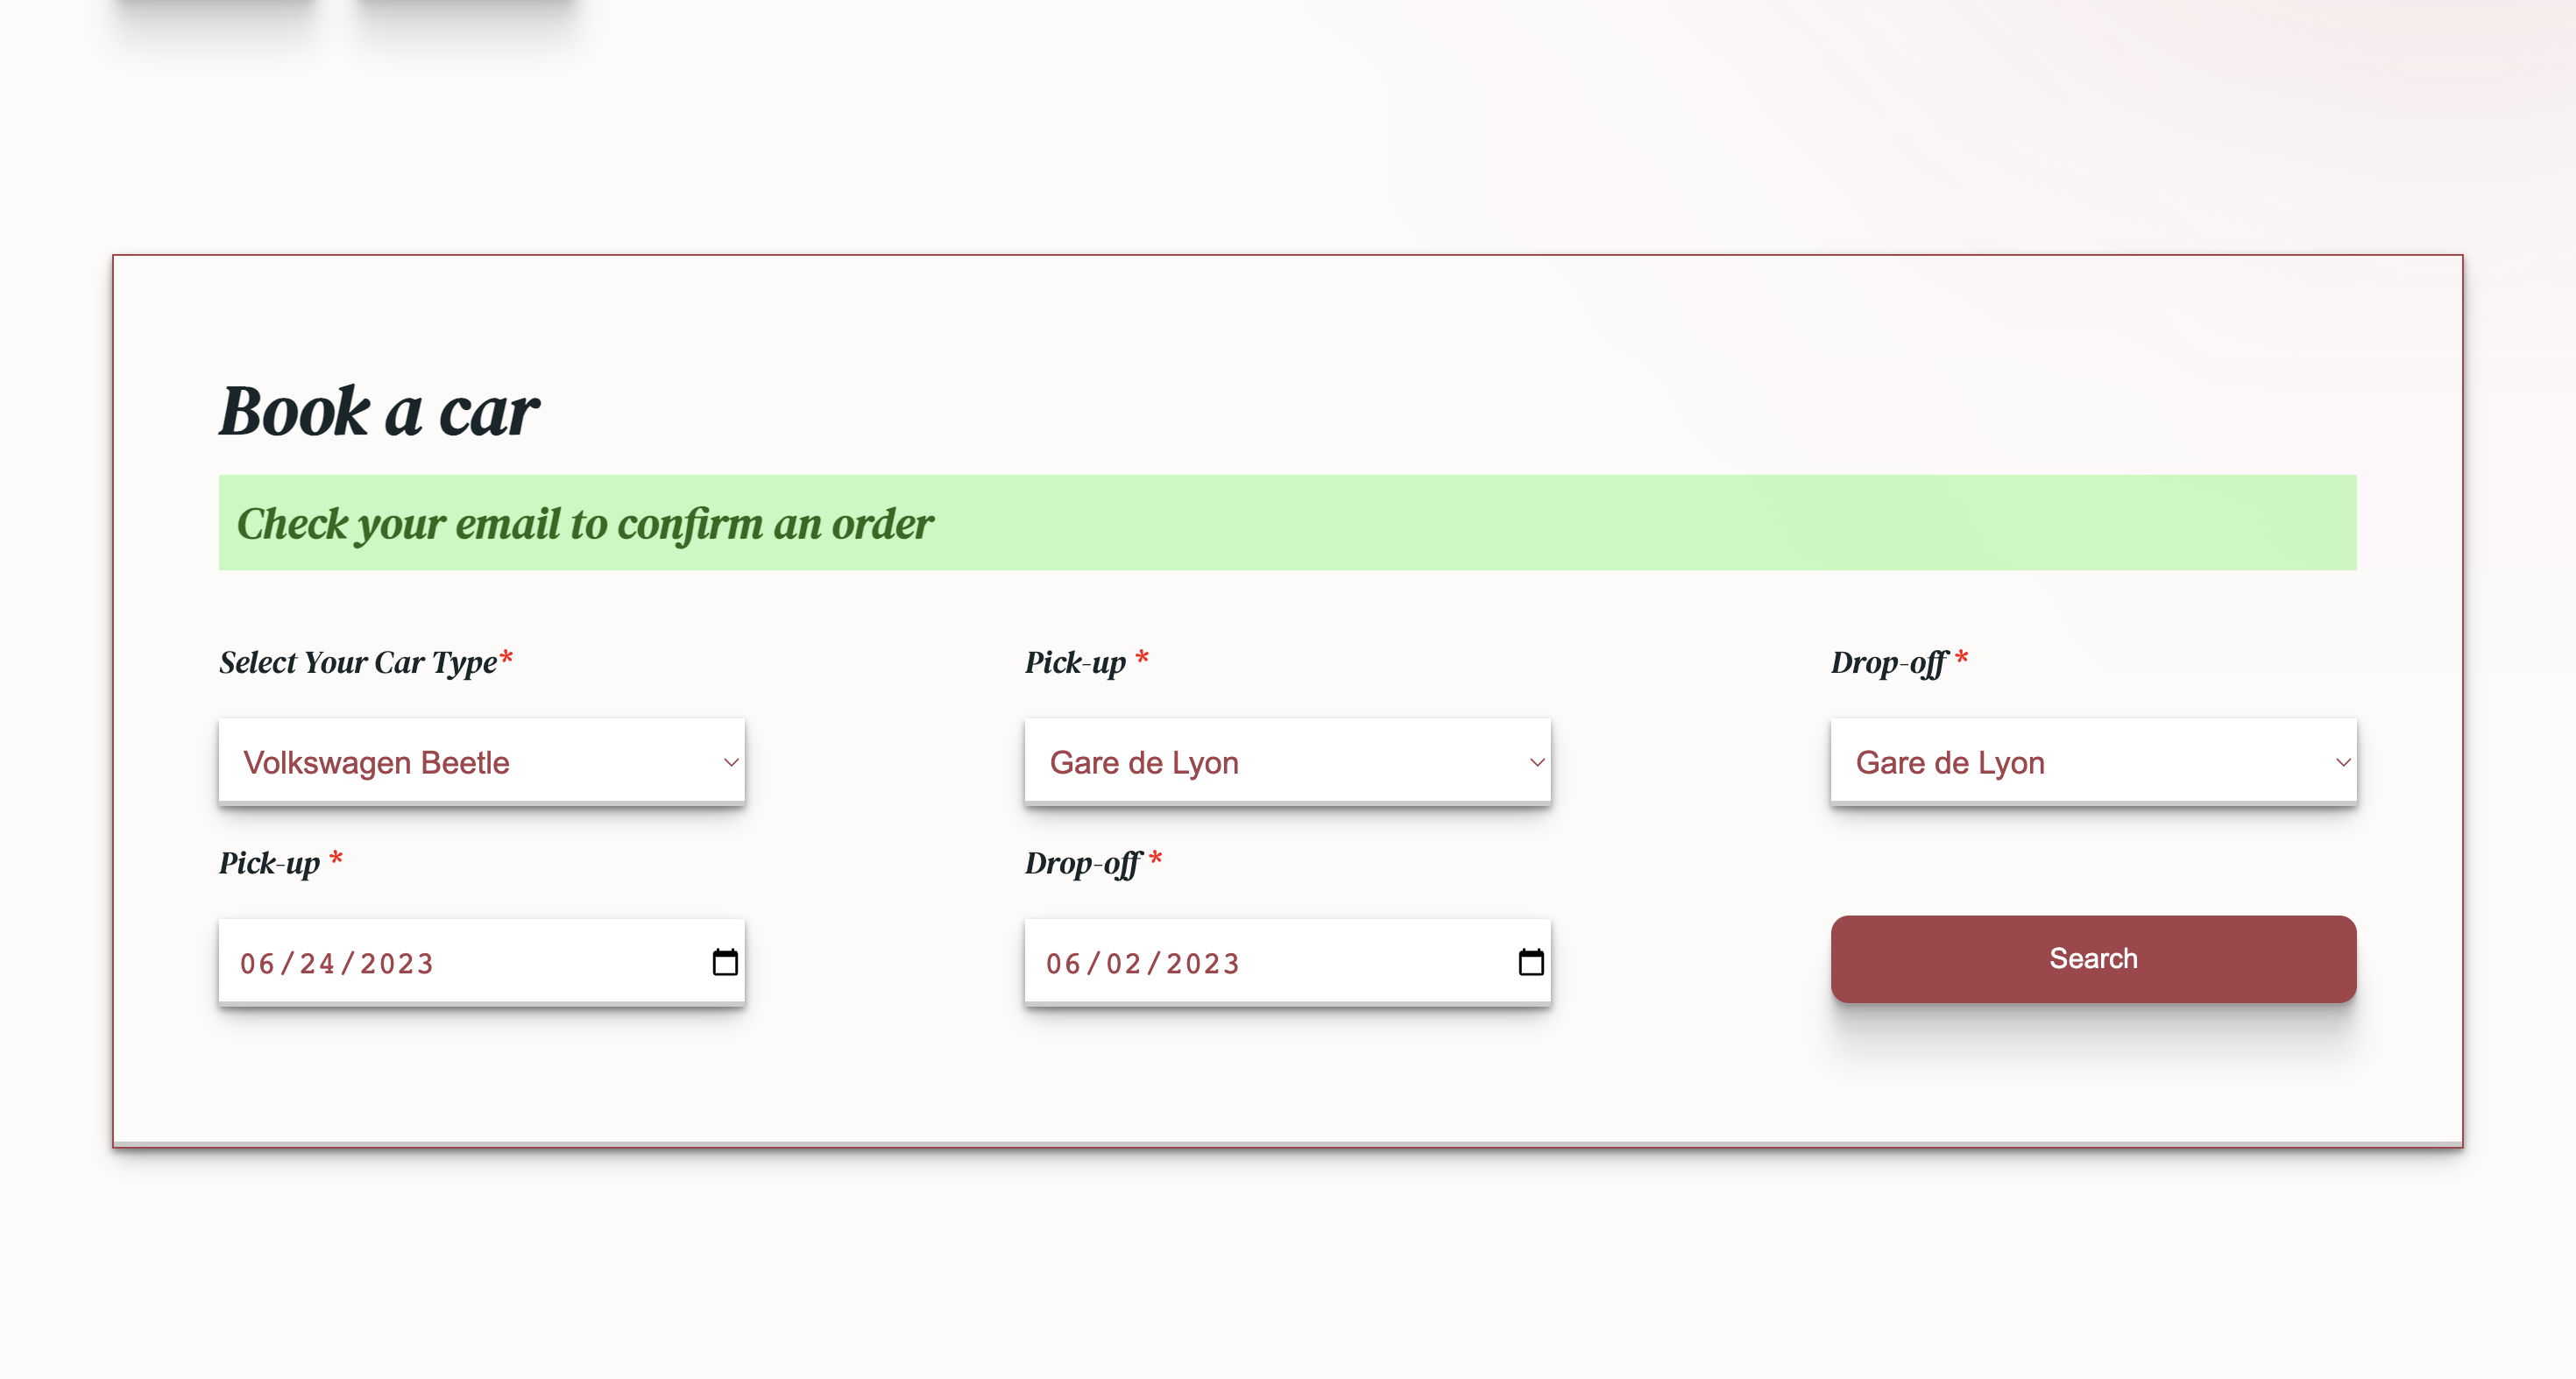 Book a car
Check your email to confirm an order
Select Your Car Type*
Pick-up *
Drop-off *
Volkswagen Beetle
Gare de Lyon
Gare de Lyon
Pick-up *
Drop-off *
06/24/2023
06/02/2023
Search